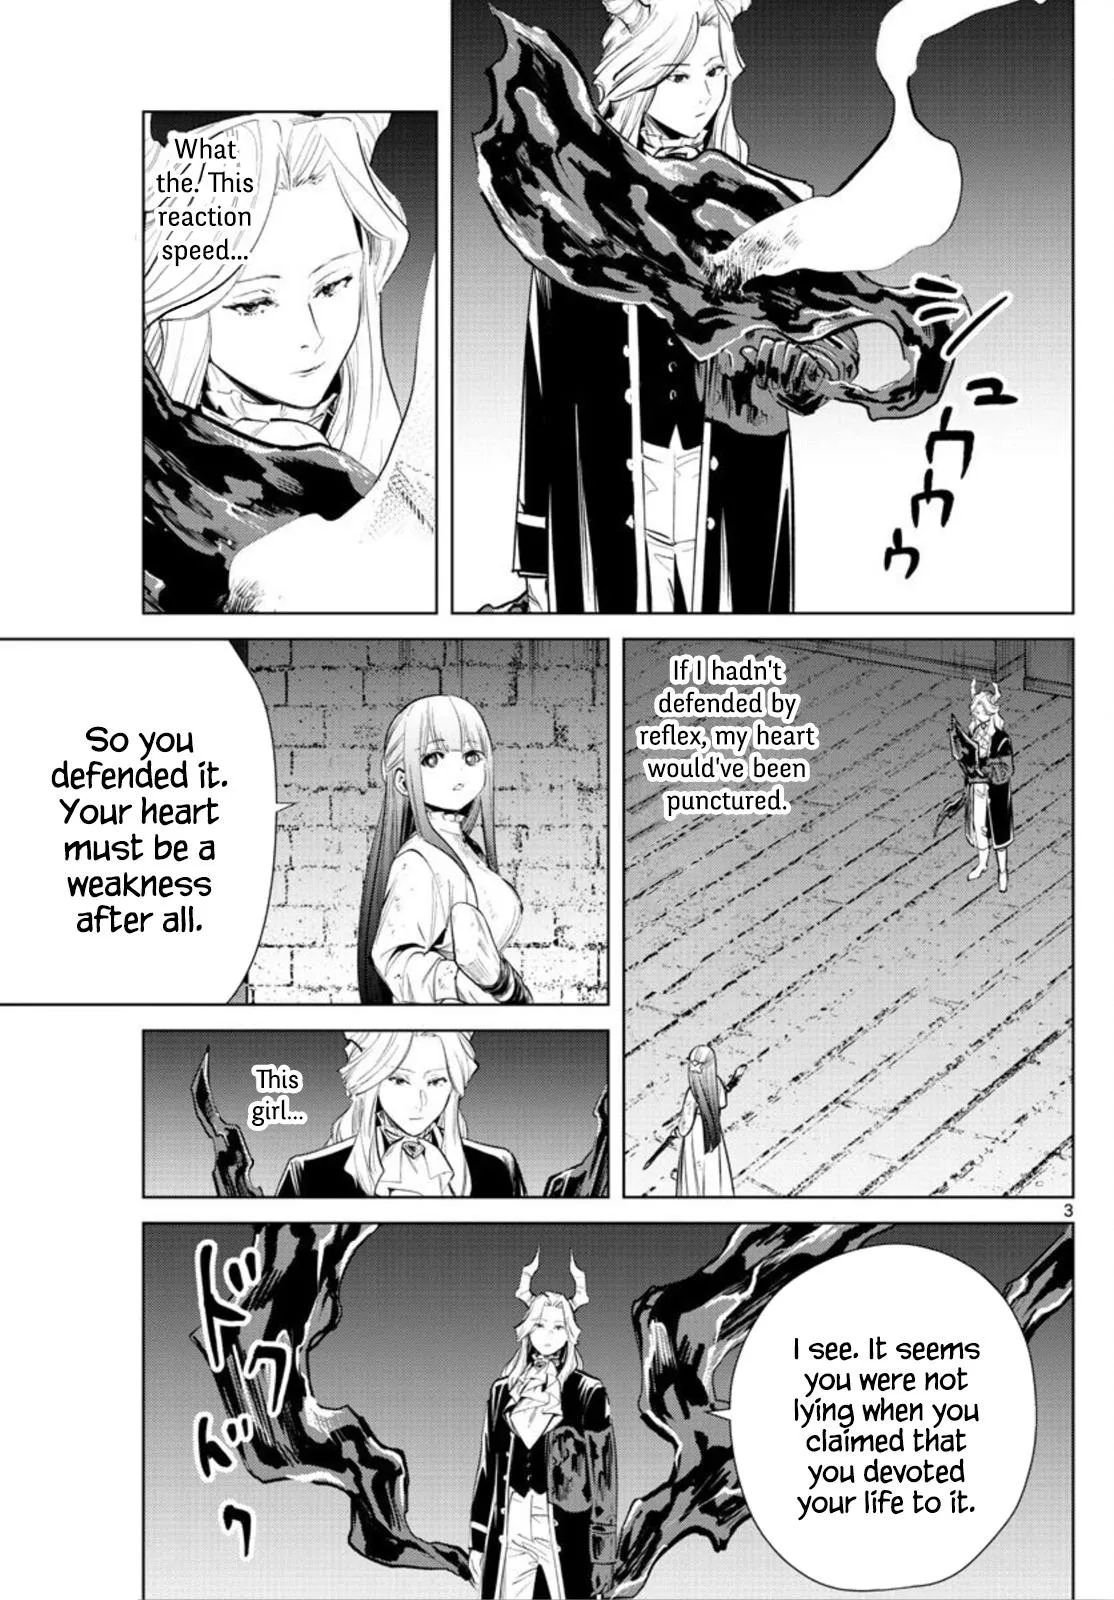 シュ
ウウウ
What
the. This
reaction
speed...
If I hadn't
defended by
reflex, my heart
would've been
punctured.
So you
defended it.
Your heart
must be a
weakness
after all.
This
girl...
3
I see. It seems
you were not
lying when you
claimed that
you devoted
your life to it.
ドク
ドク